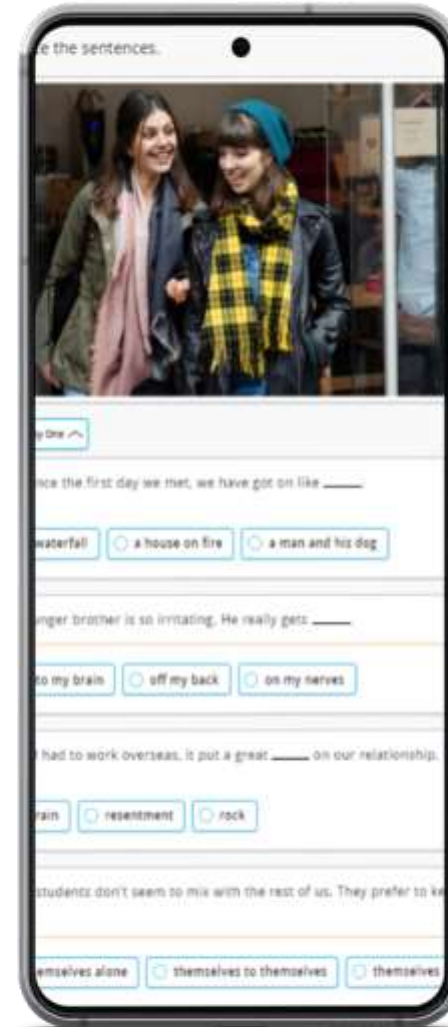 te the sentences.
y One
nce the first day we met, we have got on like
waterfall a house on fire a man and his dog
unger brother is so irritating. He really gets
to my brain off my back on my nerves
had to work overseas, it put a great on our relationship.
rain resentment rock
students don't seem to mix with the rest of us. They prefer to ke
emselves alone themselves to themselves themselves